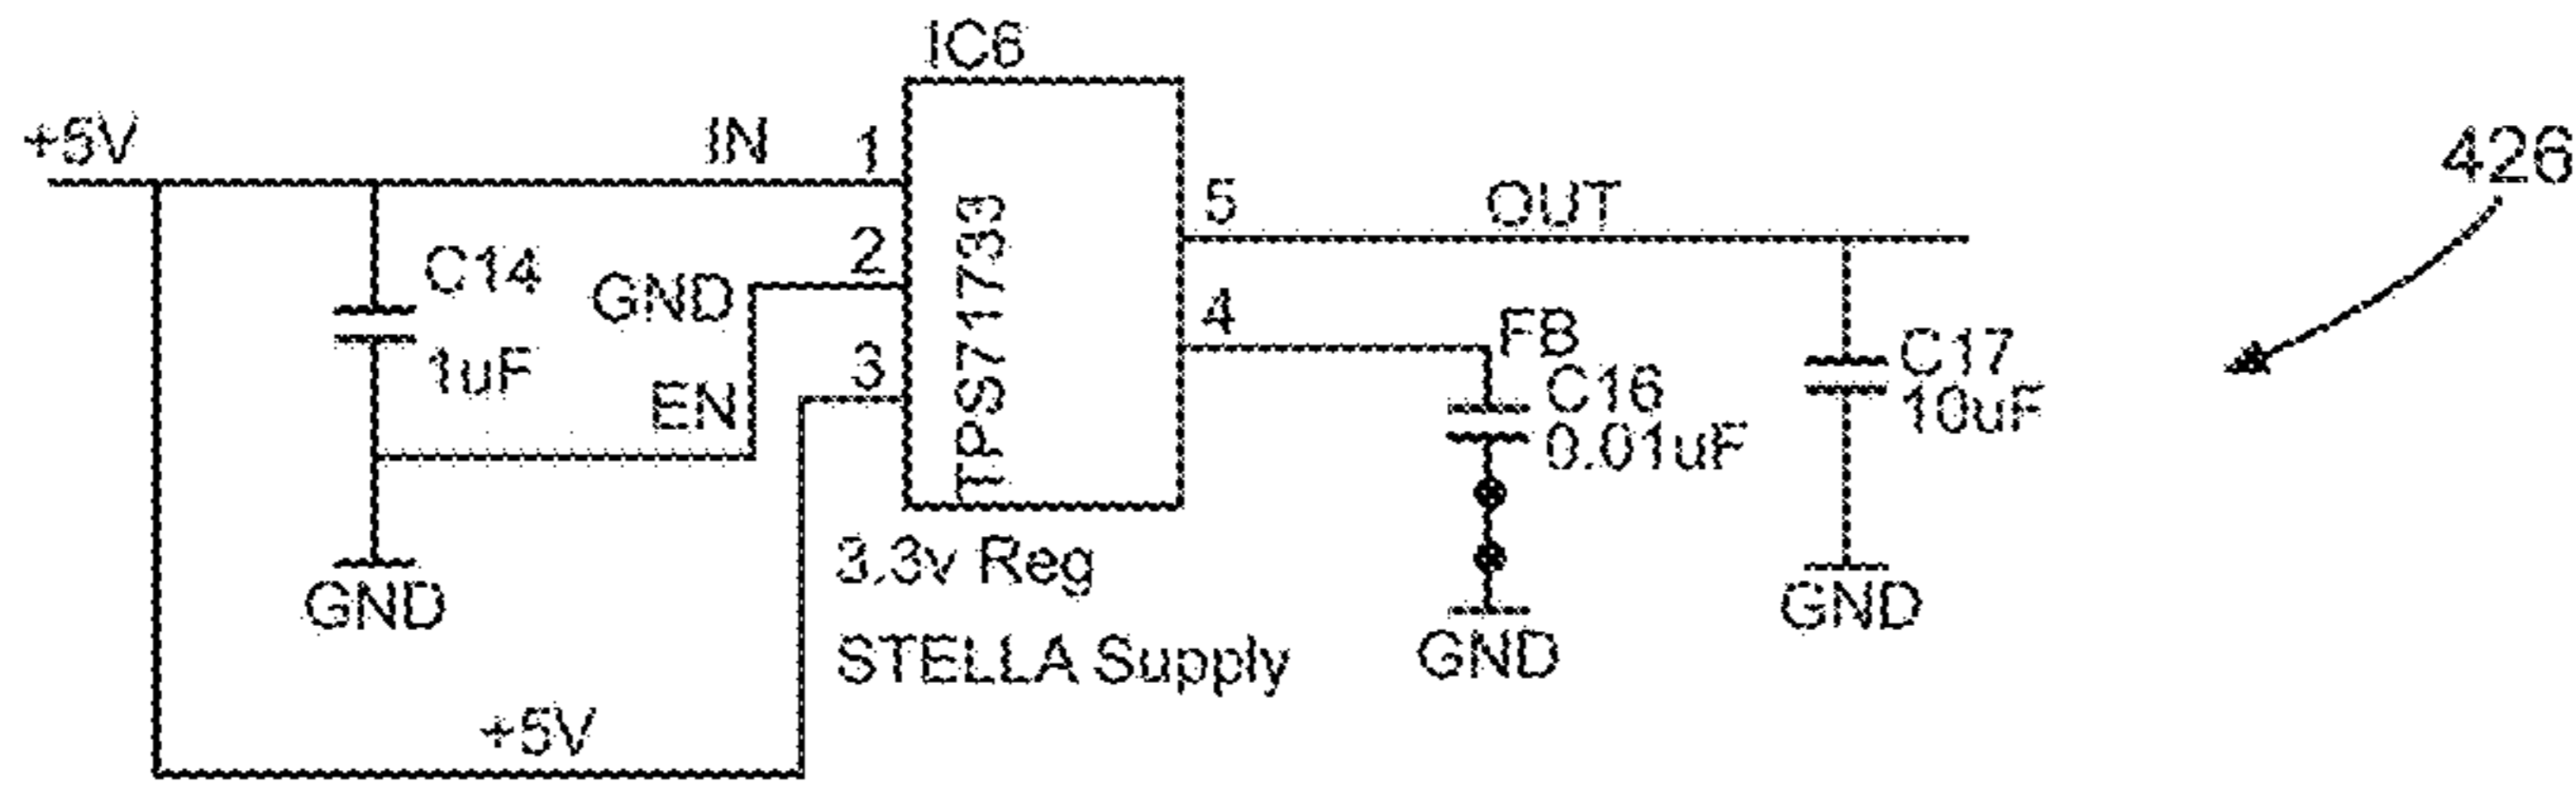 IC6
+5V
IN
1
2
3
GND
EN
C14
1uF
GND
TPS71733
5
OUT
4
FB
C16
0.01uF
GND
C17
10uF
GND
426
3.3v Reg
STELLA Supply
+5V